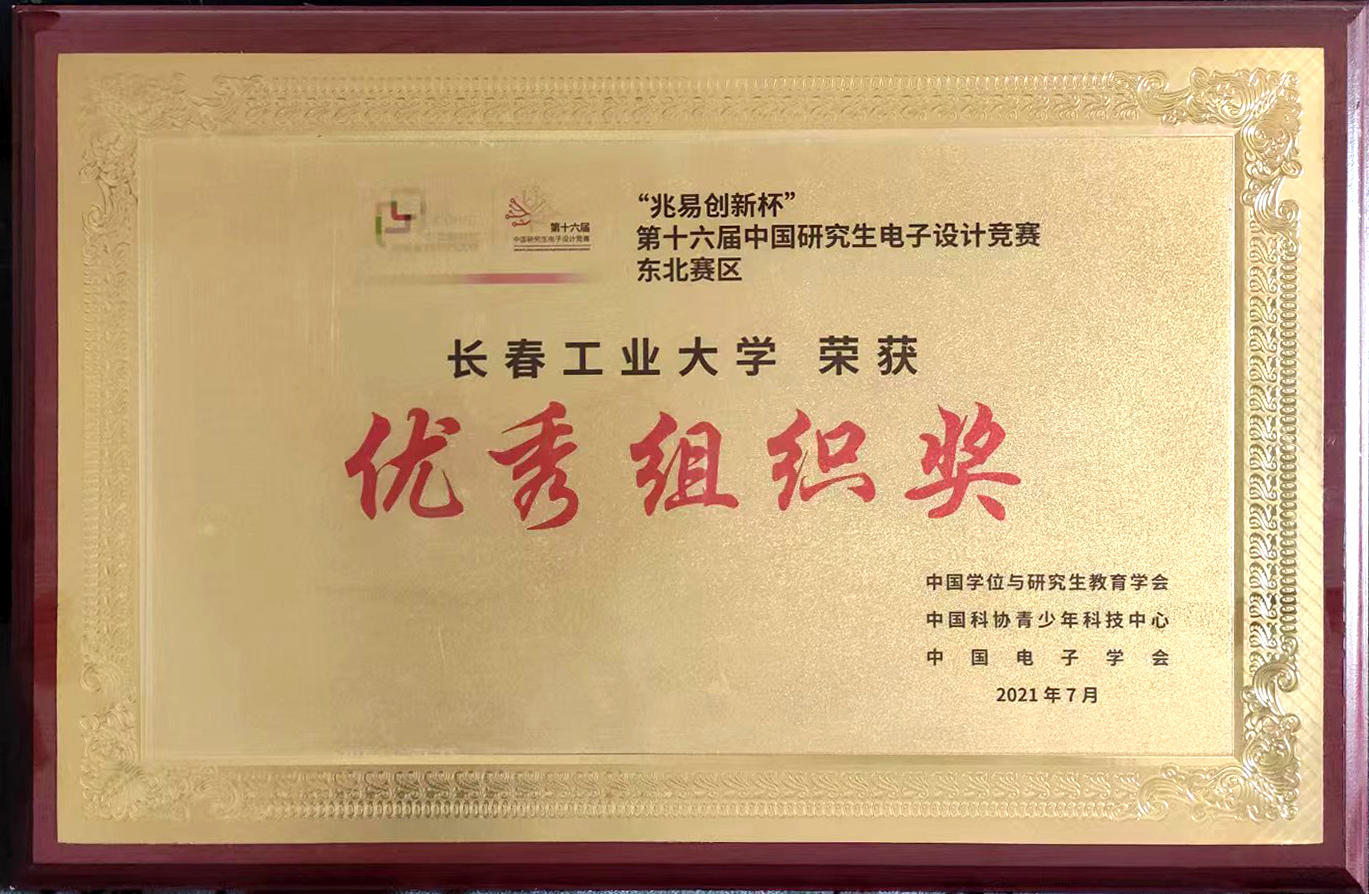 第十六届
中国研究生电子设计竞赛
“兆易创新杯”
第十六届中国研究生电子设计竞赛
东北赛区
长春工业大学 荣获
优秀组织奖
中国学位与研究生教育学会
中国科协青少年科技中心
中国电子学会
2021年7月